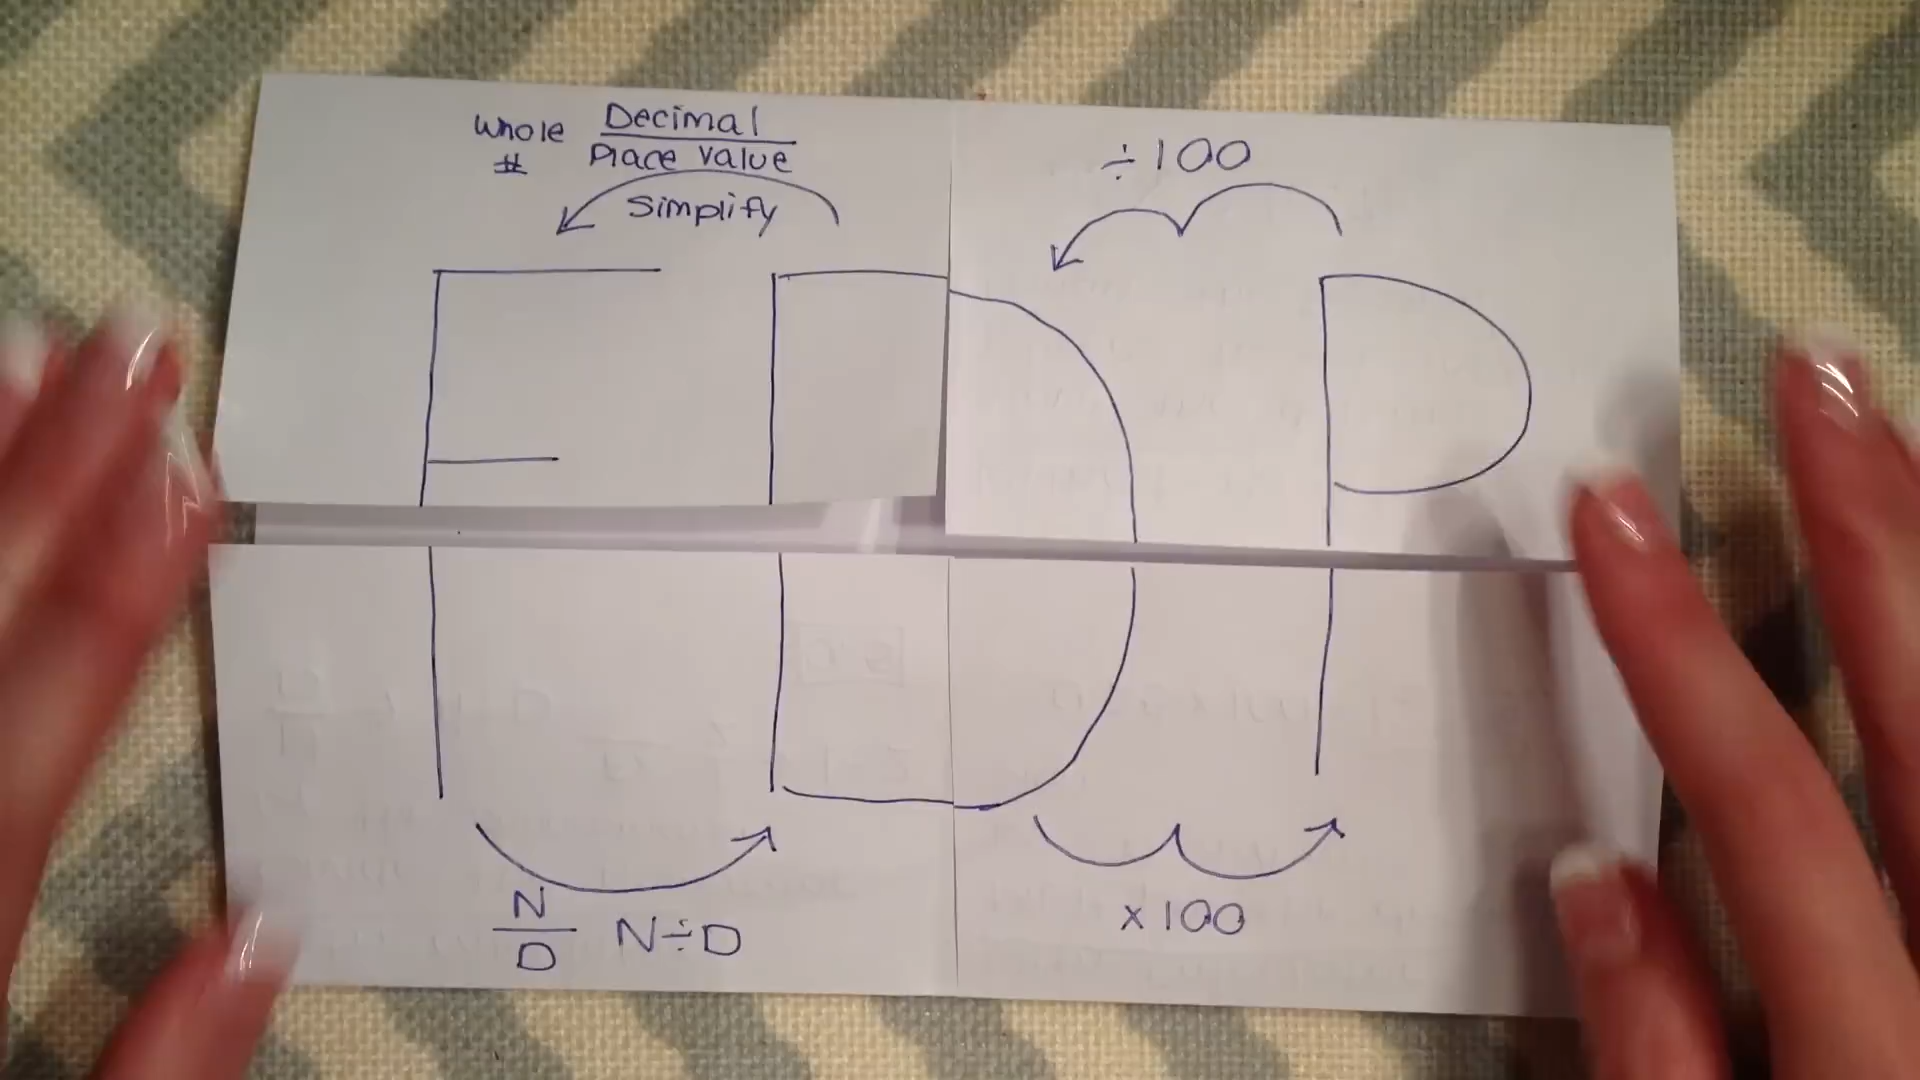 Whole Decimal
# Place Value
Simplify
÷100
F D P
N
D
N÷D
x100